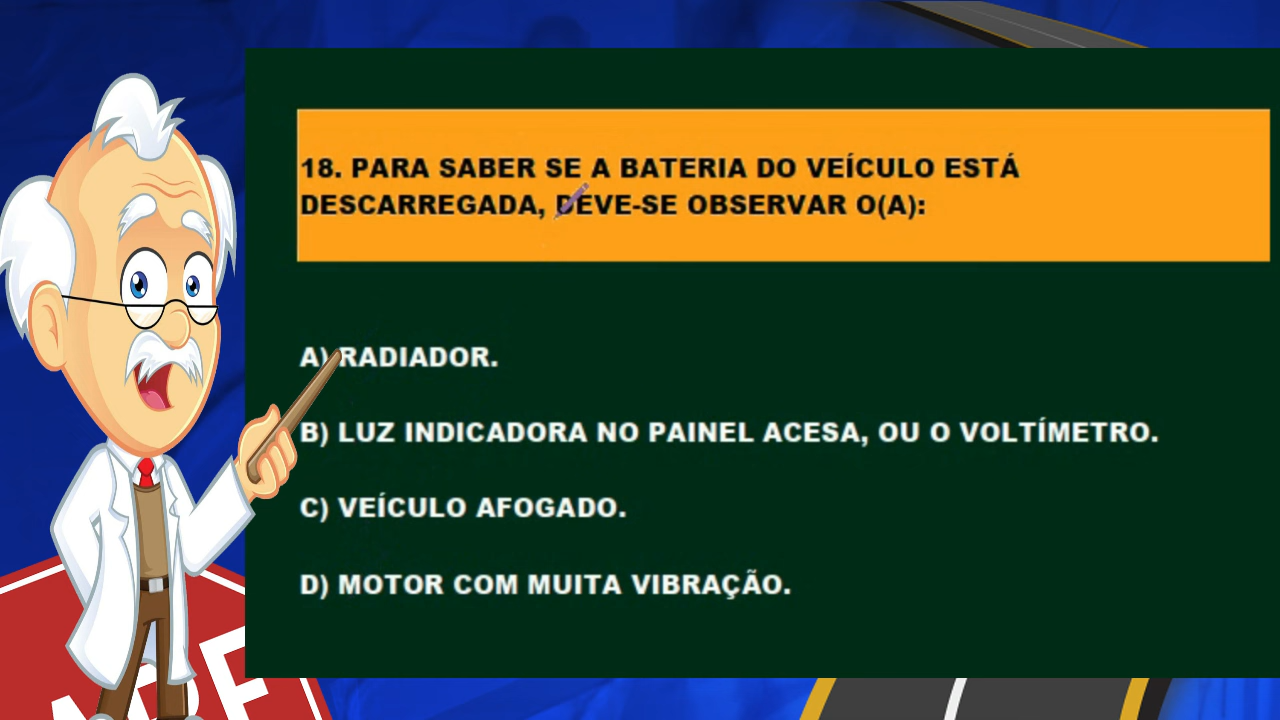 18. PARA SABER SE A BATERIA DO VEÍCULO ESTÁ
DESCARREGADA, DEVE-SE OBSERVAR O(A):
A) RADIADOR.
B) LUZ INDICADORA NO PAINEL ACESA, OU O VOLTÍMETRO.
C) VEÍCULO AFOGADO.
D) MOTOR COM MUITA VIBRAÇÃO.